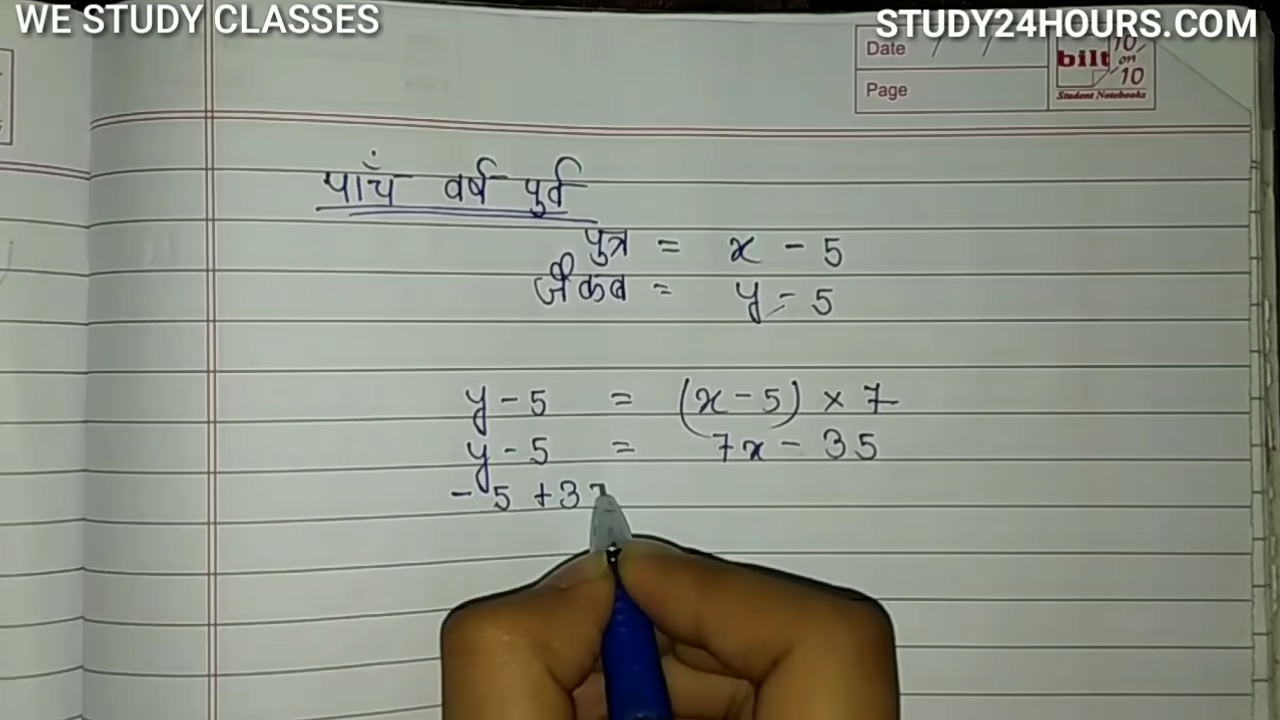 WE STUDY CLASSES
STUDY24HOURS.COM
Date / /
Page
bilt 10 on 10
Student Notebooks
पाँच वर्ष पुर्व
पुत्र = x - 5
जैकब = y - 5
y - 5 = (x - 5) × 7
y - 5 = 7x - 35
- 5 + 3